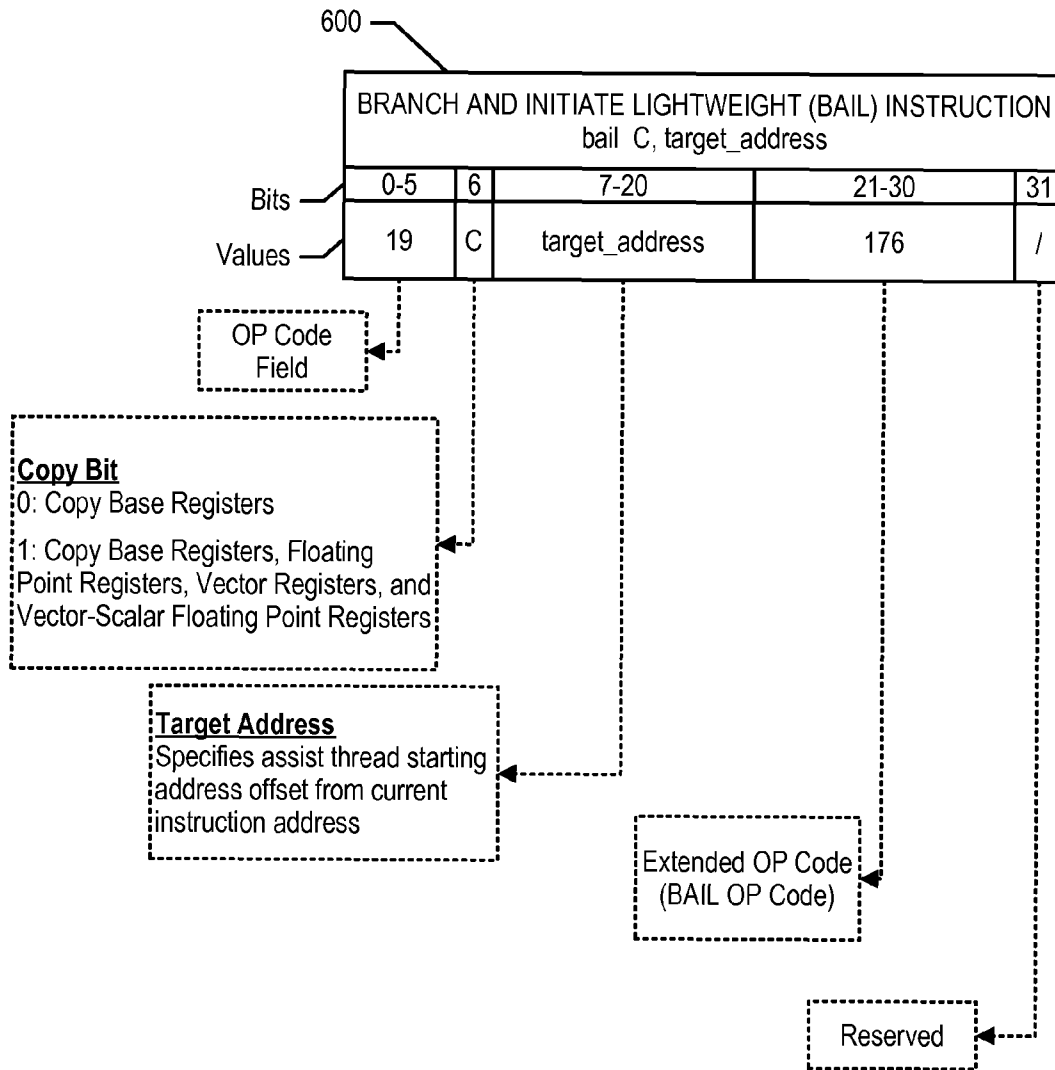 600
BRANCH AND INITIATE LIGHTWEIGHT (BAIL) INSTRUCTION
bail C, target_address
Bits 0-5 6 7-20 21-30 31
Values 19 C target_address 176 /
OP Code
Field
Copy Bit
0: Copy Base Registers
1: Copy Base Registers, Floating
Point Registers, Vector Registers, and
Vector-Scalar Floating Point Registers
Target Address
Specifies assist thread starting
address offset from current
instruction address
Extended OP Code
(BAIL OP Code)
Reserved